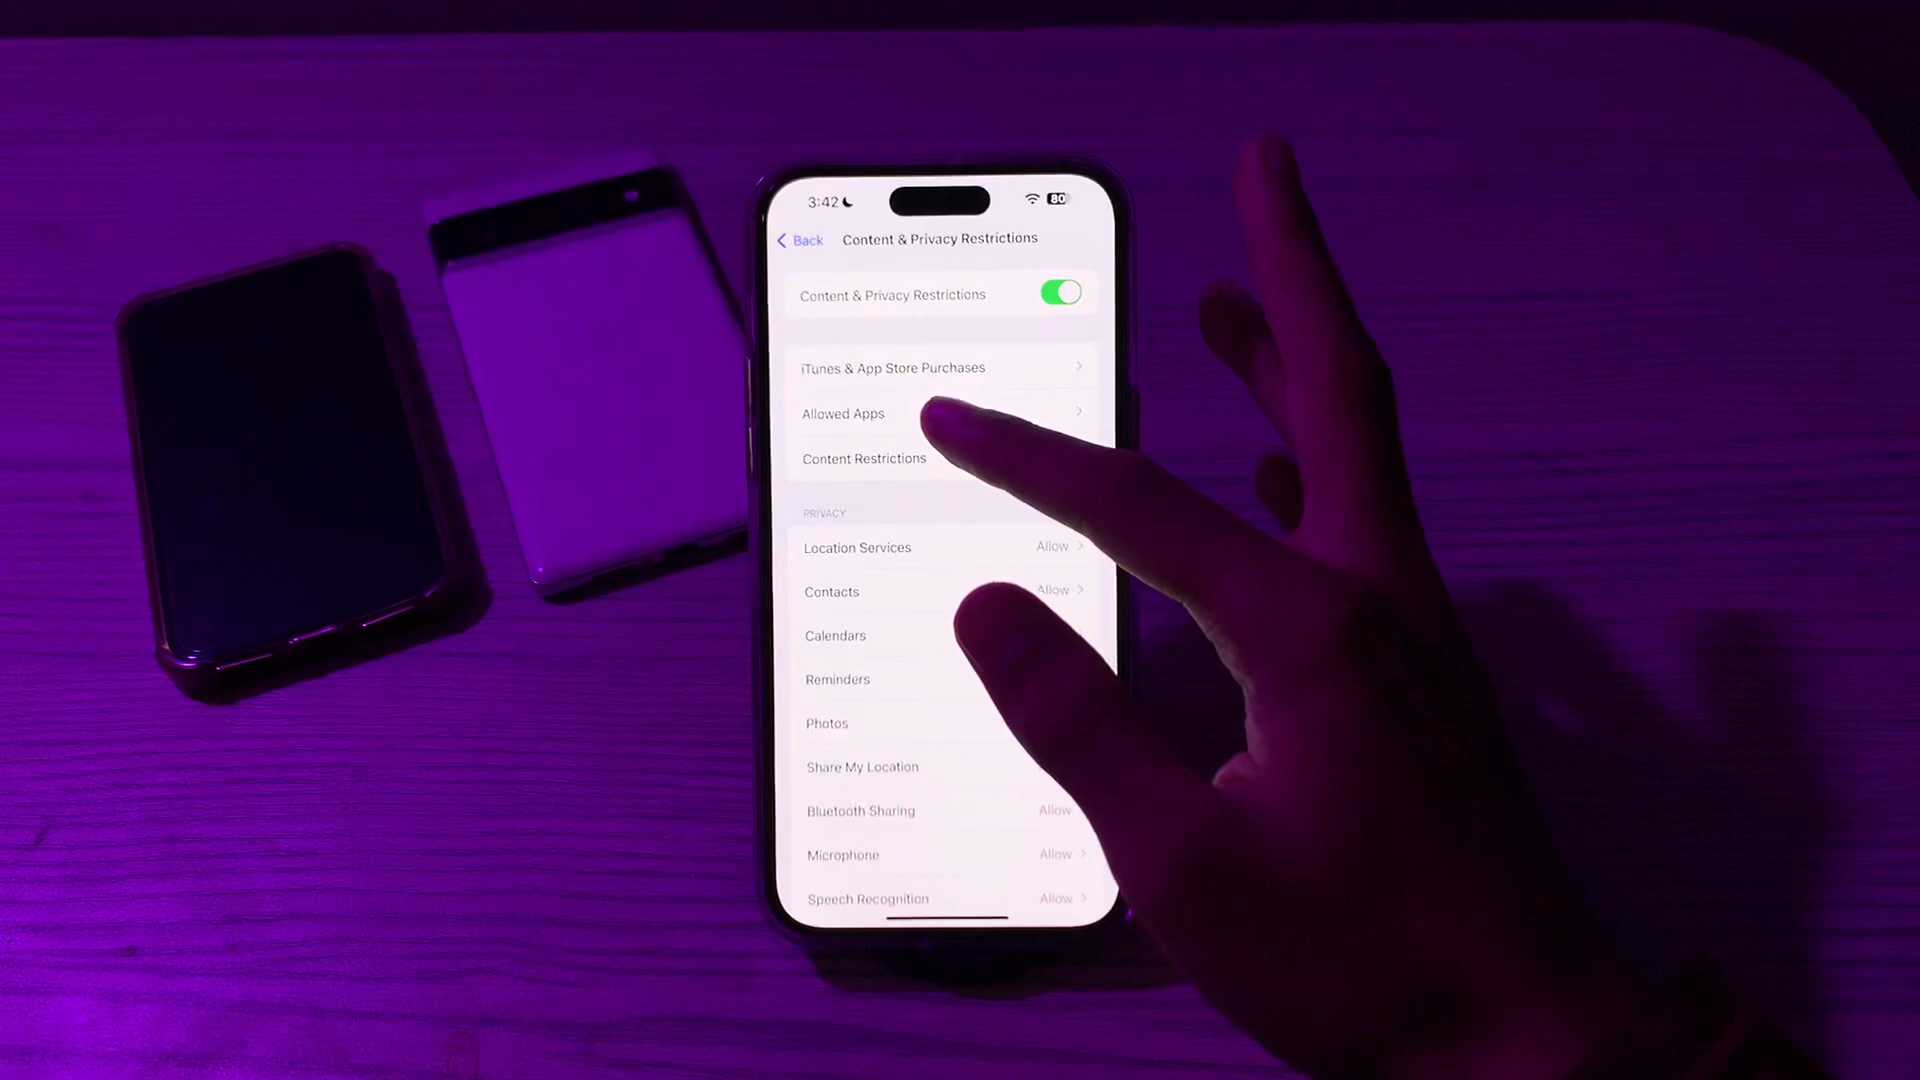 3:42
80
Back
Content & Privacy Restrictions
Content & Privacy Restrictions
iTunes & App Store Purchases
Allowed Apps
Content Restrictions
PRIVACY
Location Services Allow
Contacts Allow
Calendars
Reminders
Photos
Share My Location
Bluetooth Sharing Allow
Microphone Allow
Speech Recognition Allow